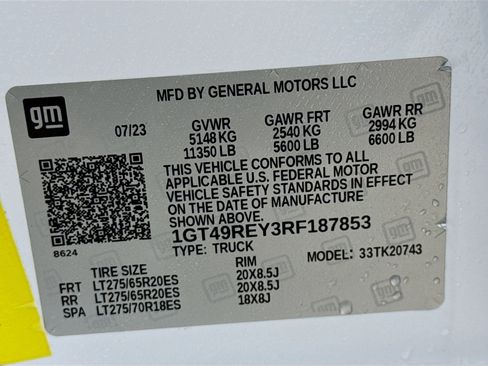 MFD BY GENERAL MOTORS LLC
gm
07/23 GVWR GAWR FRT GAWR RR
5148 KG 2540 KG 2994 KG
11350 LB 5600 LB 6600 LB
THIS VEHICLE CONFORMS TO ALL
APPLICABLE U.S. FEDERAL MOTOR
VEHICLE SAFETY STANDARDS IN EFFECT
ON THE DATE OF MANUFACTURE
SHOWN ABOVE.
1GT49REY3RF187853
8624
TYPE: TRUCK MODEL: 33TK20743
TIRE SIZE RIM
FRT LT275/65R20ES 20X8.5J
RR LT275/65R20ES 20X8.5J
SPA LT275/70R18ES 18X8J